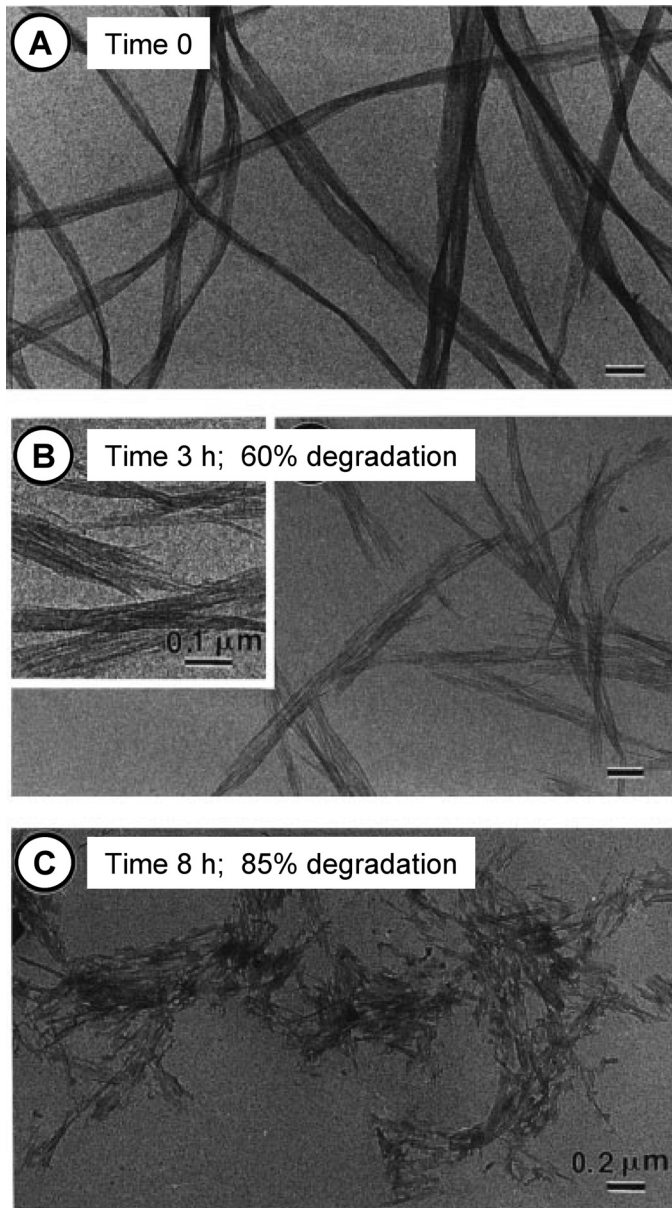 A
Time 0
B
Time 3 h; 60% degradation
0.1 μm
C
Time 8 h; 85% degradation
0.2 μm